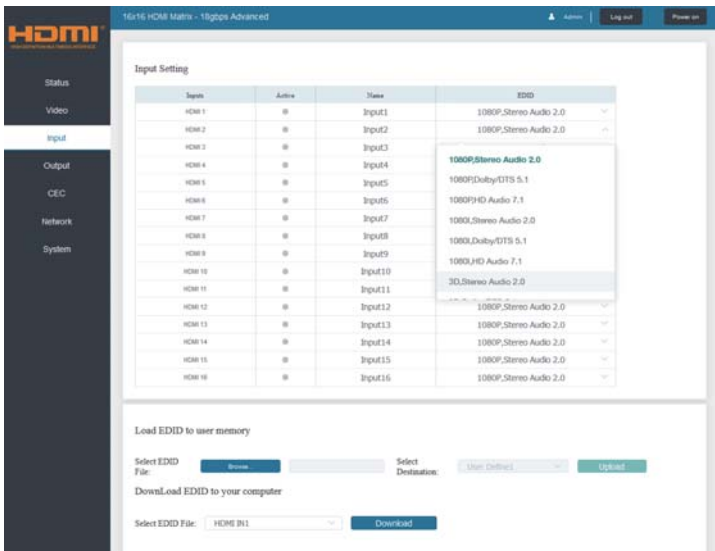 HDMI
HIGH-DEFINITION MULTIMEDIA INTERFACE
16x16 HDMI Matrix - 18gbps Advanced
Admin
Log out
Power on
Status
Video
Input
Output
CEC
Network
System
Input Setting
Inputs Active Name EDID
HDMI 1 Input1 1080P,Stereo Audio 2.0
HDMI 2 Input2 1080P,Stereo Audio 2.0
HDMI 3 Input3
HDMI 4 Input4
HDMI 5 Input5
HDMI 6 Input6
HDMI 7 Input7
HDMI 8 Input8
HDMI 9 Input9
HDMI 10 Input10
HDMI 11 Input11
HDMI 12 Input12 1080P,Stereo Audio 2.0
HDMI 13 Input13 1080P,Stereo Audio 2.0
HDMI 14 Input14 1080P,Stereo Audio 2.0
HDMI 15 Input15 1080P,Stereo Audio 2.0
HDMI 16 Input16 1080P,Stereo Audio 2.0
1080P,Stereo Audio 2.0
1080P,Dolby/DTS 5.1
1080P,HD Audio 7.1
1080I,Stereo Audio 2.0
1080I,Dolby/DTS 5.1
1080I,HD Audio 7.1
3D,Stereo Audio 2.0
Load EDID to user memory
Select EDID
File:
Browse...
Select
Destination:
User Define1
Upload
DownLoad EDID to your computer
Select EDID File:
HDMI IN1
Download